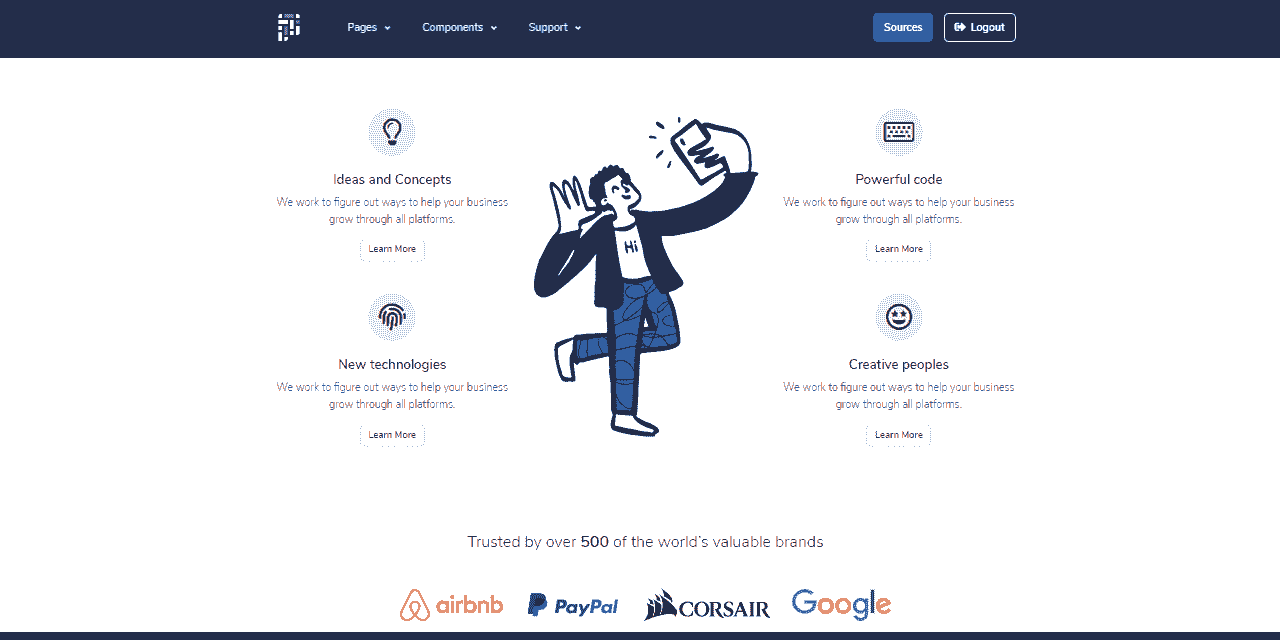 Pages
Components
Support
Sources
Logout
Ideas and Concepts
We work to figure out ways to help your business
grow through all platforms.
Learn More
Powerful code
We work to figure out ways to help your business
grow through all platforms.
Learn More
Hi
New technologies
We work to figure out ways to help your business
grow through all platforms.
Learn More
Creative peoples
We work to figure out ways to help your business
grow through all platforms.
Learn More
Trusted by over 500 of the world's valuable brands
airbnb
PayPal
CORSAIR
Google